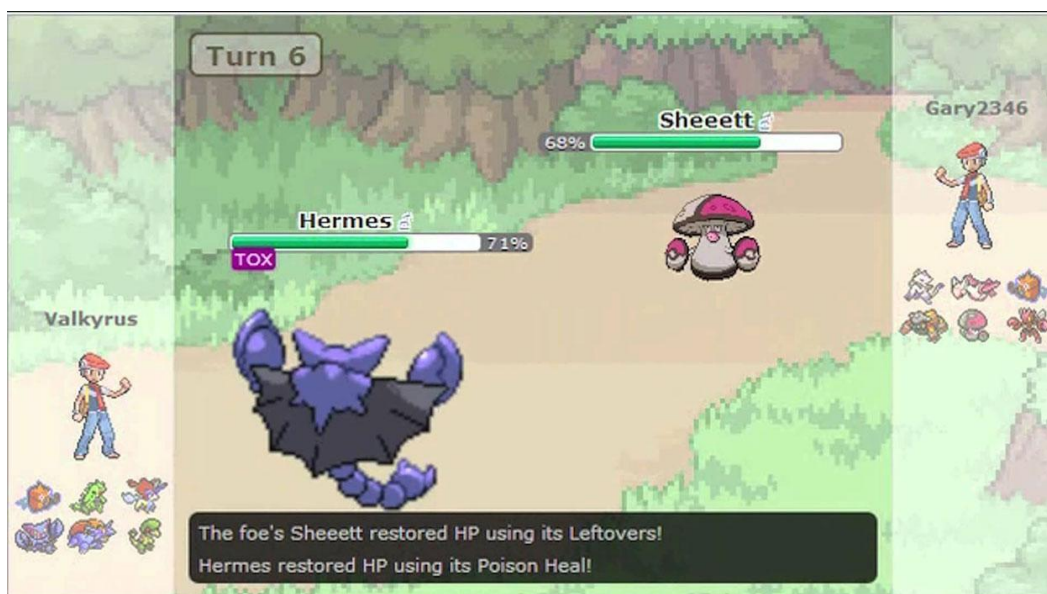 Turn 6
Gary2346
Sheeett
68%
Hermes
71%
TOX
Valkyrus
The foe's Sheeett restored HP using its Leftovers!
Hermes restored HP using its Poison Heal!